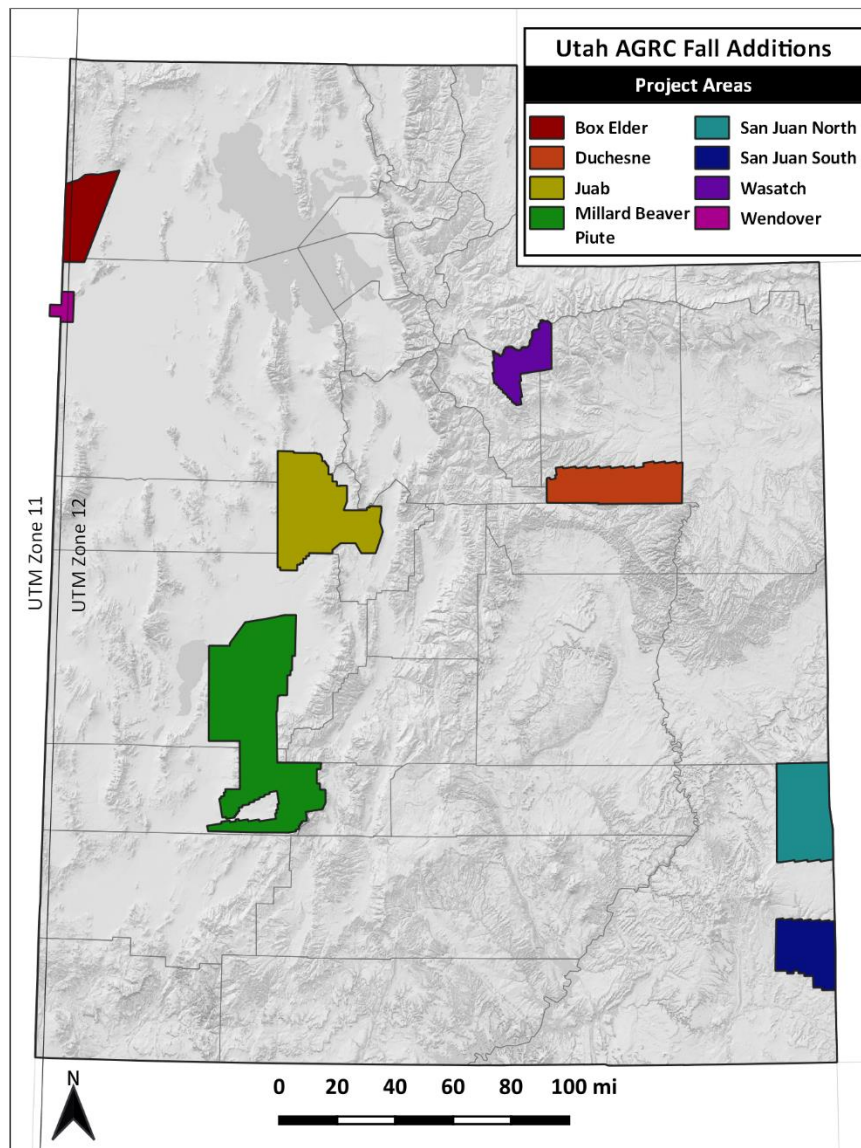 Utah AGRC Fall Additions
Project Areas
Box Elder
Duchesne
Juab
Millard Beaver
Piute
San Juan North
San Juan South
Wasatch
Wendover
UTM Zone 11
UTM Zone 12
N
0 20 40 60 80 100 mi